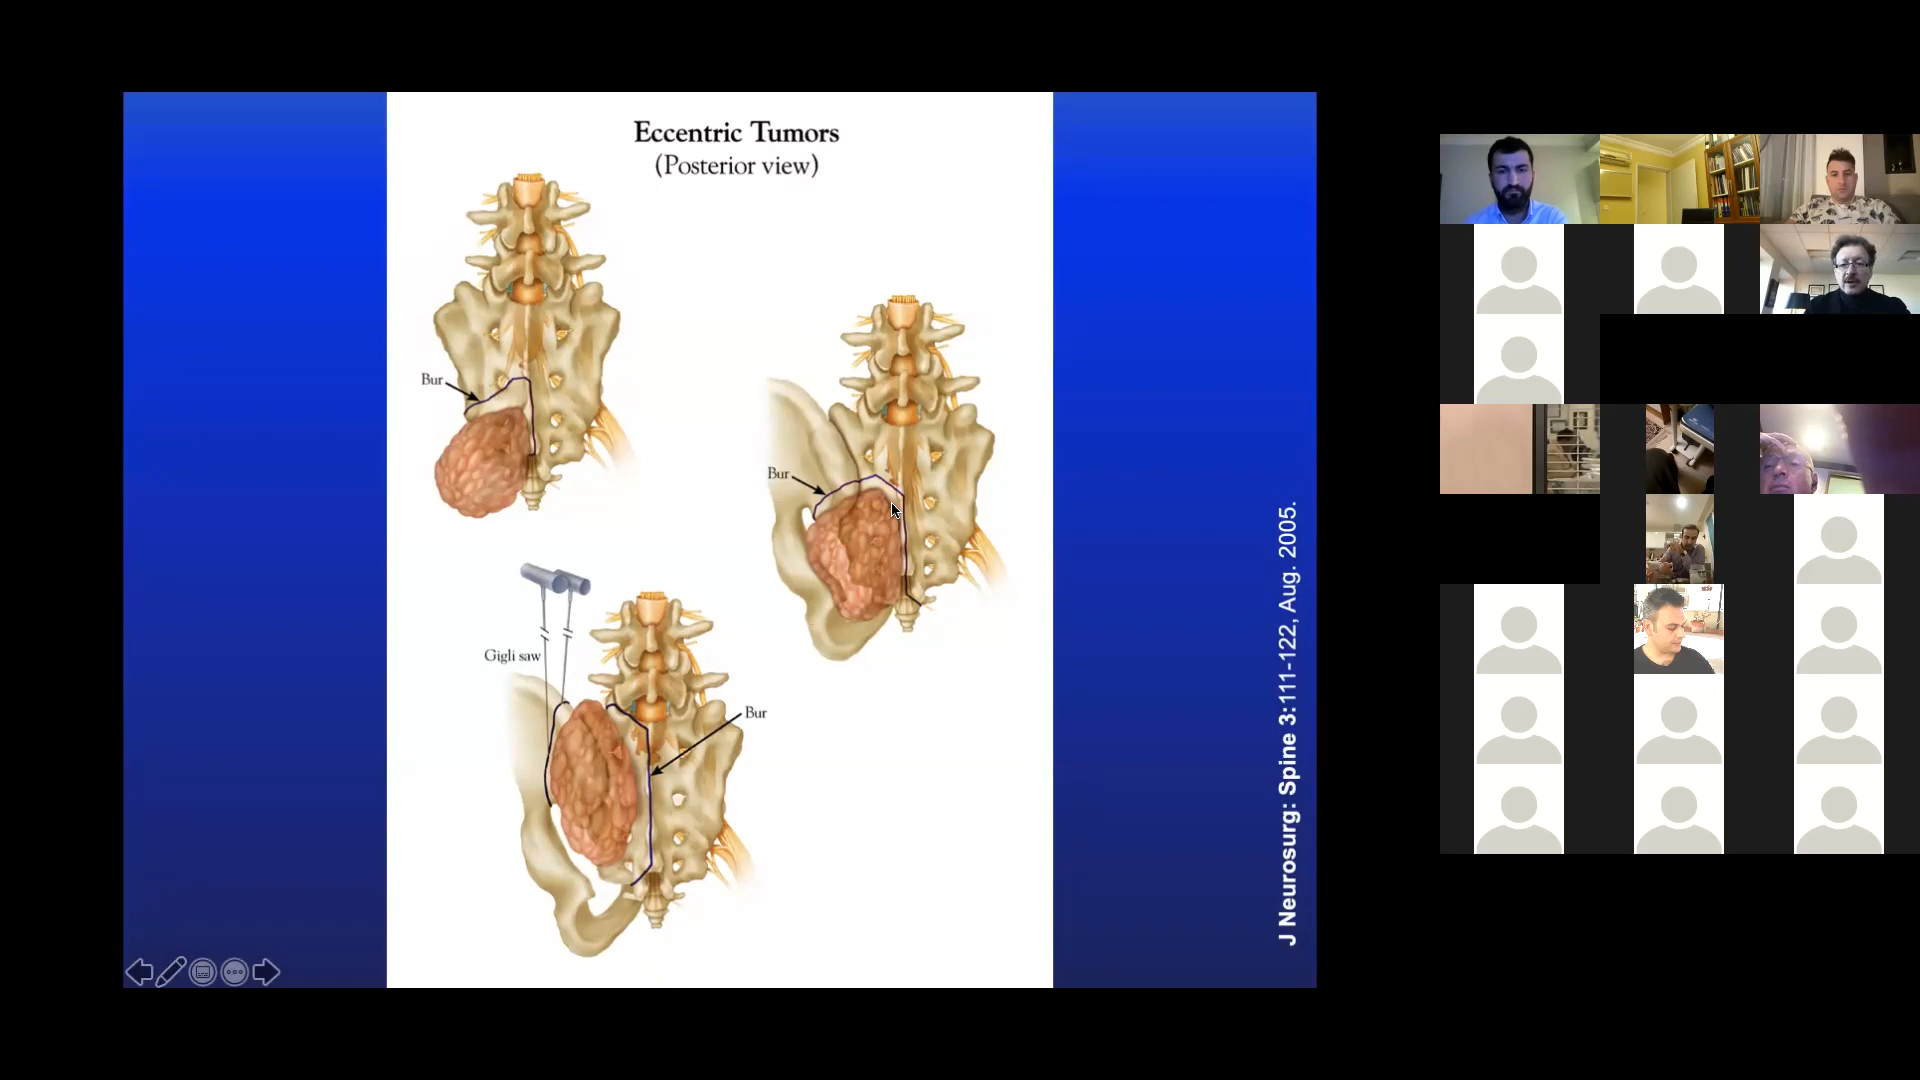 Eccentric Tumors
(Posterior view)
Bur
Bur
Gigli saw
Bur
J Neurosurg: Spine 3:111-122, Aug. 2005.